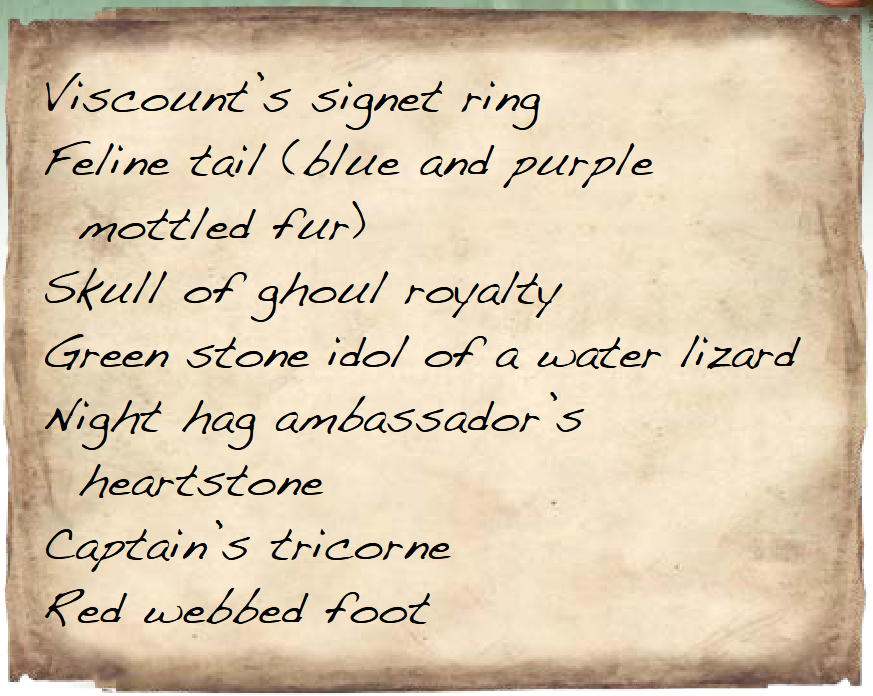 Viscount's signet ring
Feline tail (blue and purple
mottled fur)
Skull of ghoul royalty
Green stone idol of a water lizard
Night hag ambassador's
heartstone
Captain's tricorne
Red webbed foot